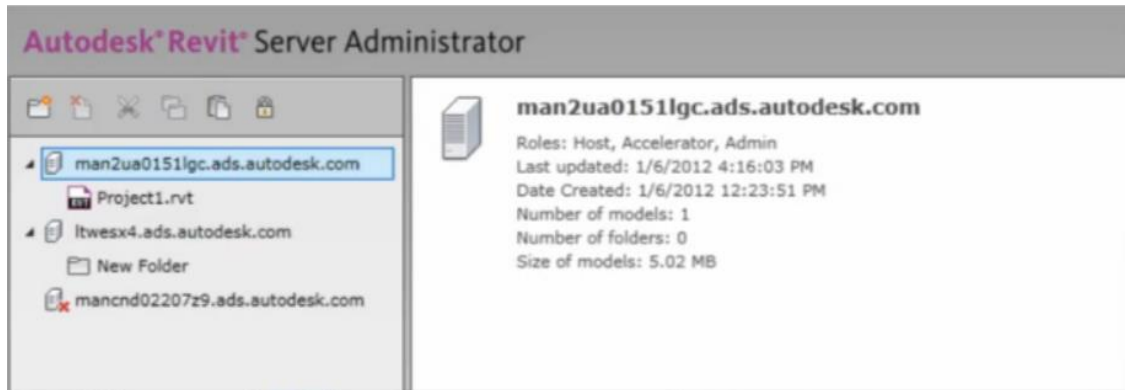 Autodesk® Revit® Server Administrator
man2ua0151lgc.ads.autodesk.com
Project1.rvt
ltwesx4.ads.autodesk.com
New Folder
mancnd02207z9.ads.autodesk.com
man2ua0151lgc.ads.autodesk.com
Roles: Host, Accelerator, Admin
Last updated: 1/6/2012 4:16:03 PM
Date Created: 1/6/2012 12:23:51 PM
Number of models: 1
Number of folders: 0
Size of models: 5.02 MB